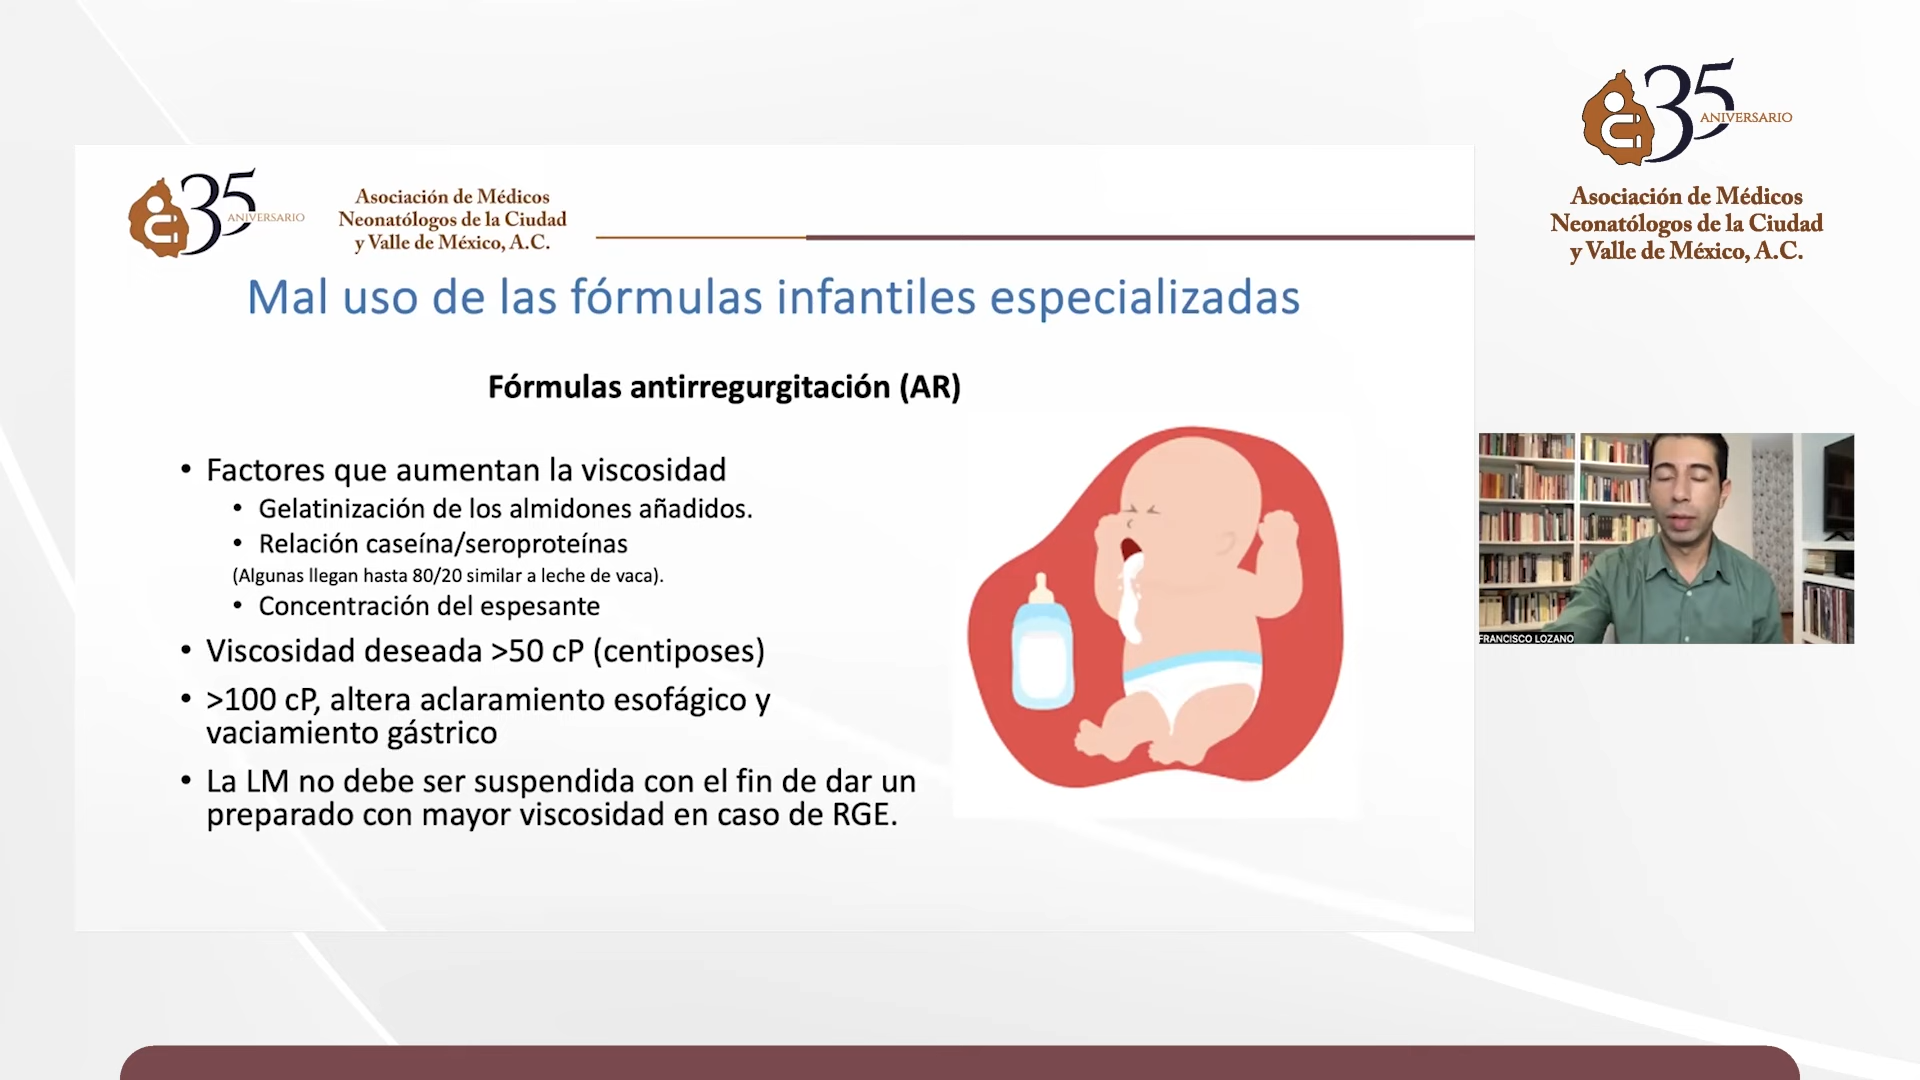 35
ANIVERSARIO
Asociación de Médicos
Neonatólogos de la Ciudad
y Valle de México, A.C.
Mal uso de las fórmulas infantiles especializadas
Fórmulas antirregurgitación (AR)
• Factores que aumentan la viscosidad
• Gelatinización de los almidones añadidos.
• Relación caseína/seroproteínas
(Algunas llegan hasta 80/20 similar a leche de vaca).
• Concentración del espesante
• Viscosidad deseada >50 cP (centiposes)
• >100 cP, altera aclaramiento esofágico y
vaciamiento gástrico
• La LM no debe ser suspendida con el fin de dar un
preparado con mayor viscosidad en caso de RGE.
35
ANIVERSARIO
Asociación de Médicos
Neonatólogos de la Ciudad
y Valle de México, A.C.
FRANCISCO LOZANO